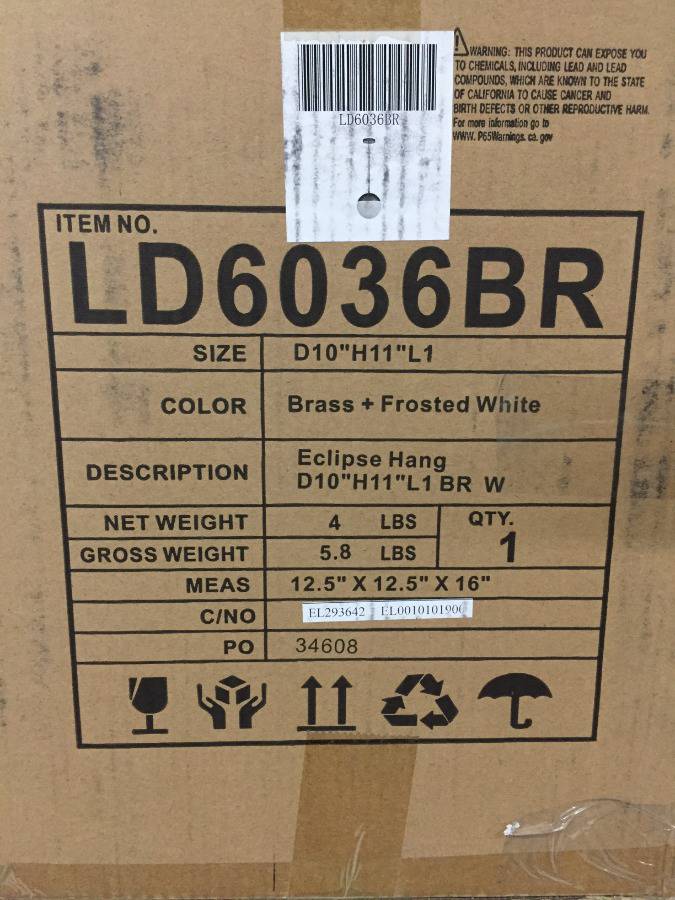 WARNING: THIS PRODUCT CAN EXPOSE YOU
TO CHEMICALS, INCLUDING LEAD AND LEAD
COMPOUNDS, WHICH ARE KNOWN TO THE STATE
OF CALIFORNIA TO CAUSE CANCER AND
BIRTH DEFECTS OR OTHER REPRODUCTIVE HARM.
For more information go to
WWW. P65Warnings. ca. gov
LD6036BR
ITEM NO.
LD6036BR
SIZE D10"H11"L1
COLOR Brass + Frosted White
DESCRIPTION Eclipse Hang
D10"H11"L1 BR W
NET WEIGHT 4 LBS
GROSS WEIGHT 5.8 LBS
QTY.
1
MEAS 12.5" X 12.5" X 16"
C/NO EL293642 EL0010101900
PO 34608